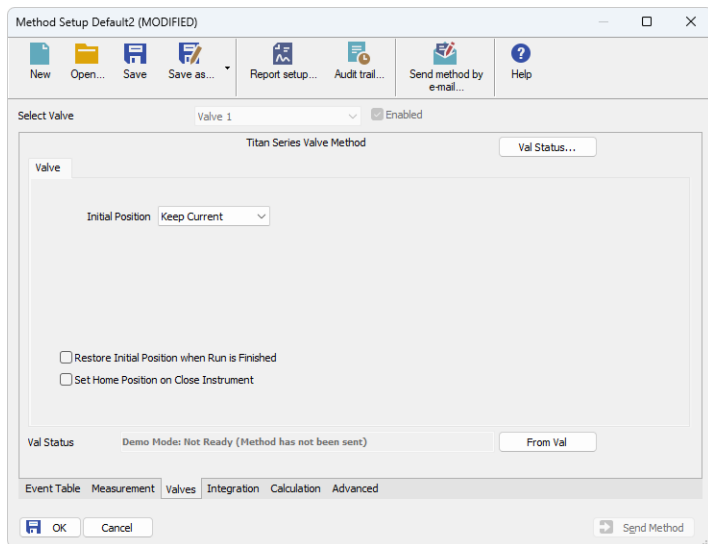 Method Setup Default2 (MODIFIED)
New Open... Save Save as... Report setup... Audit trail... Send method by e-mail... Help
Select Valve Valve 1 Enabled
Titan Series Valve Method Val Status...
Valve
Initial Position Keep Current
Restore Initial Position when Run is Finished
Set Home Position on Close Instrument
Val Status Demo Mode: Not Ready (Method has not been sent) From Val
Event Table Measurement Valves Integration Calculation Advanced
OK Cancel Send Method